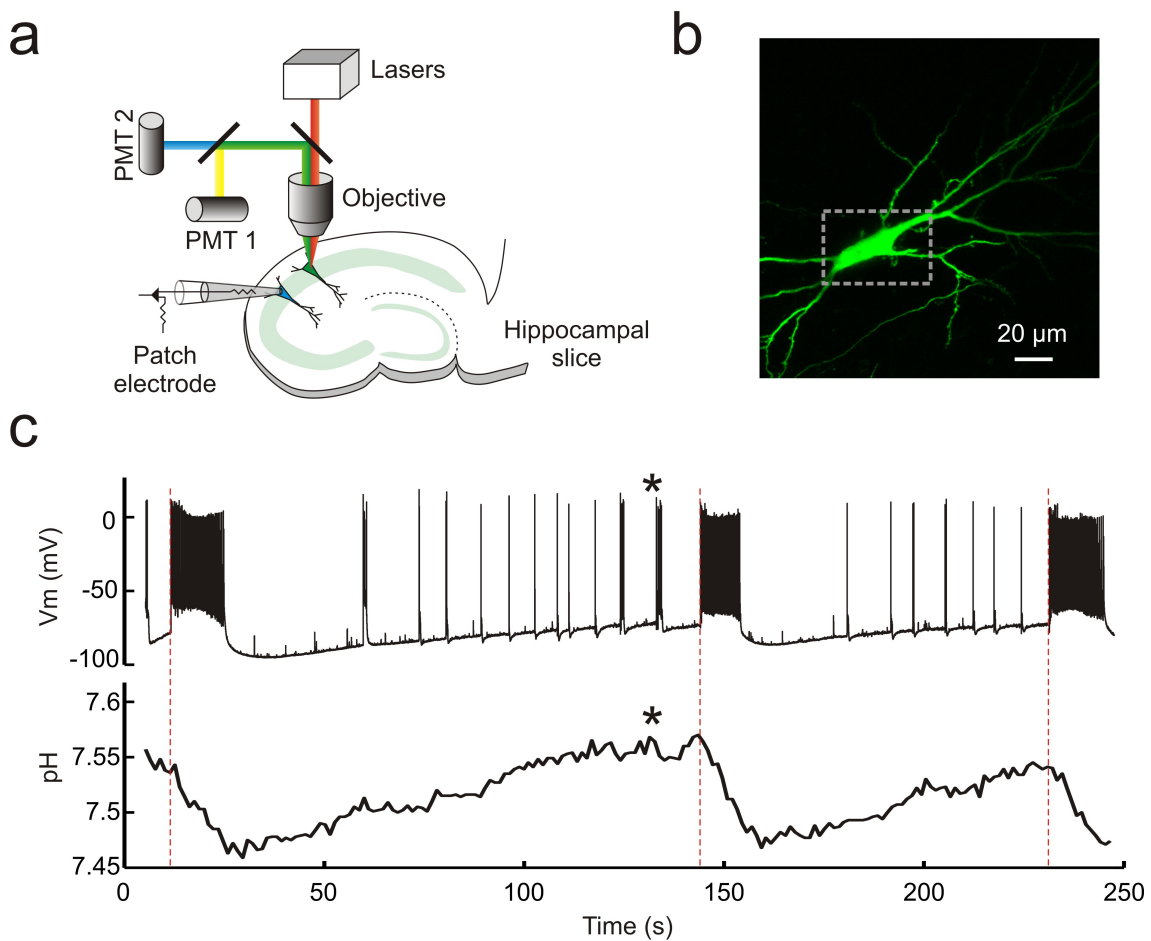 a
b
Lasers
PMT 2
Objective
PMT 1
Patch
electrode
Hippocampal
slice
20 µm
c
*
0
-50
-100
Vm (mV)
*
7.6
7.55
7.5
7.45
pH
0 50 100 150 200 250
Time (s)